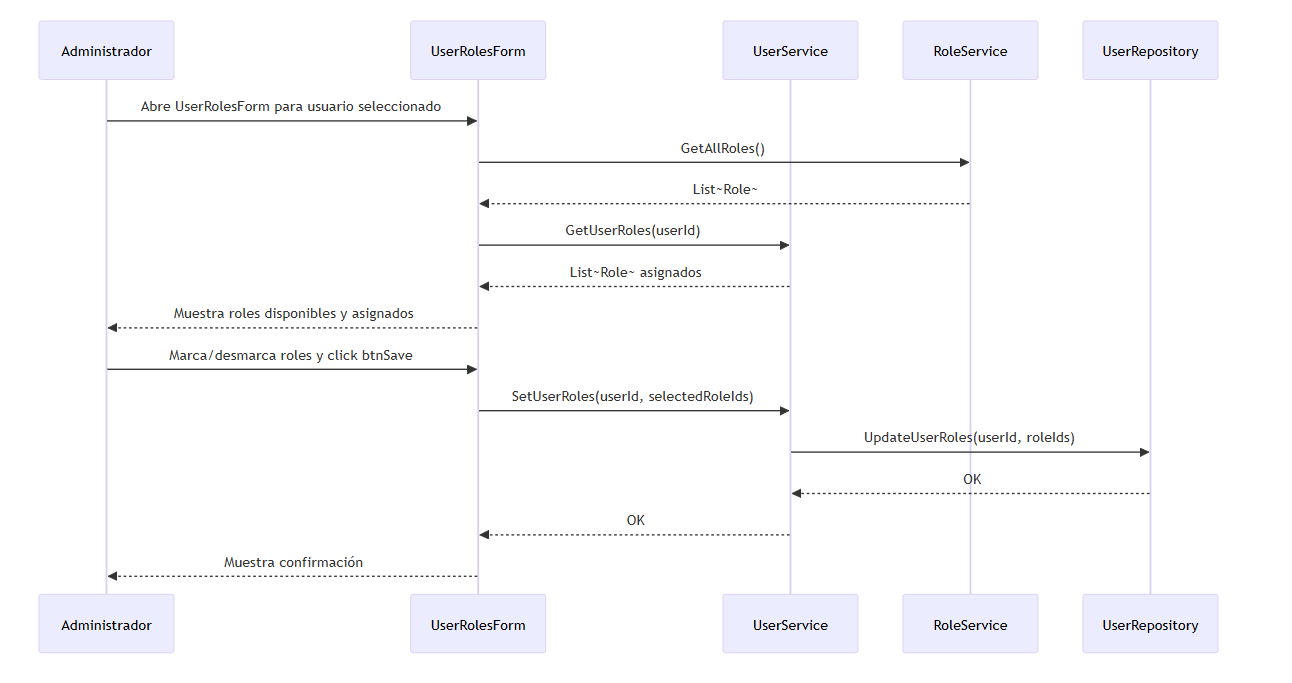 Administrador
UserRolesForm
UserService
RoleService
UserRepository
Abre UserRolesForm para usuario seleccionado
GetAllRoles()
List~Role~
GetUserRoles(userId)
List~Role~ asignados
Muestra roles disponibles y asignados
Marca/desmarca roles y click btnSave
SetUserRoles(userId, selectedRoleIds)
UpdateUserRoles(userId, roleIds)
OK
OK
Muestra confirmación
Administrador
UserRolesForm
UserService
RoleService
UserRepository